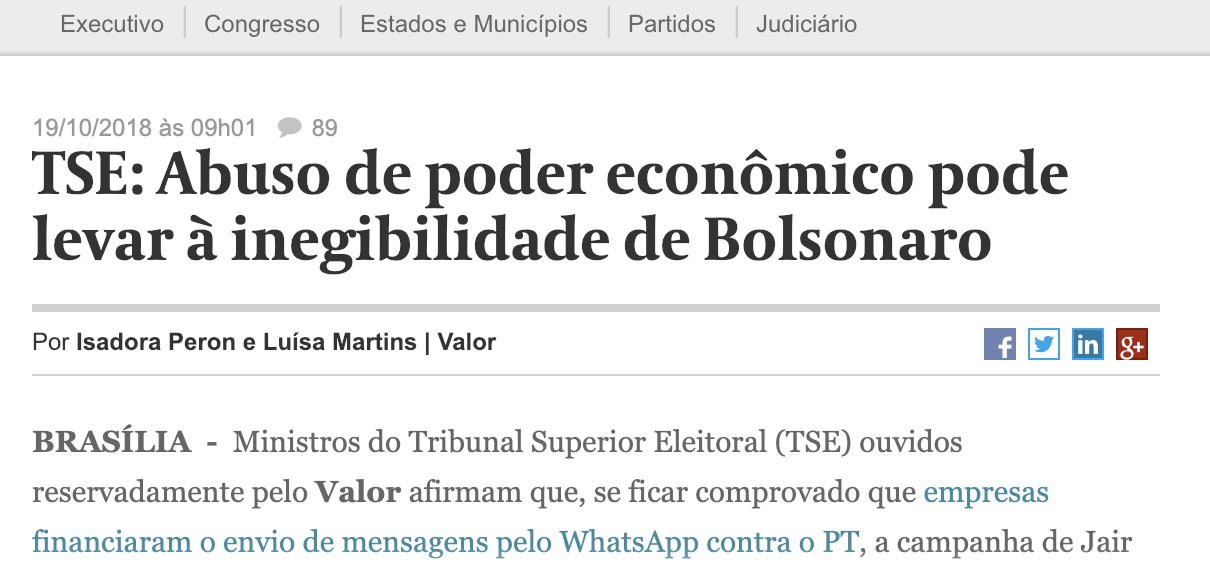 Executivo Congresso Estados e Municípios Partidos Judiciário
19/10/2018 às 09h01 89
TSE: Abuso de poder econômico pode
levar à inegibilidade de Bolsonaro
Por Isadora Peron e Luísa Martins | Valor
f in g+
BRASÍLIA - Ministros do Tribunal Superior Eleitoral (TSE) ouvidos
reservadamente pelo Valor afirmam que, se ficar comprovado que empresas
financiaram o envio de mensagens pelo WhatsApp contra o PT, a campanha de Jair